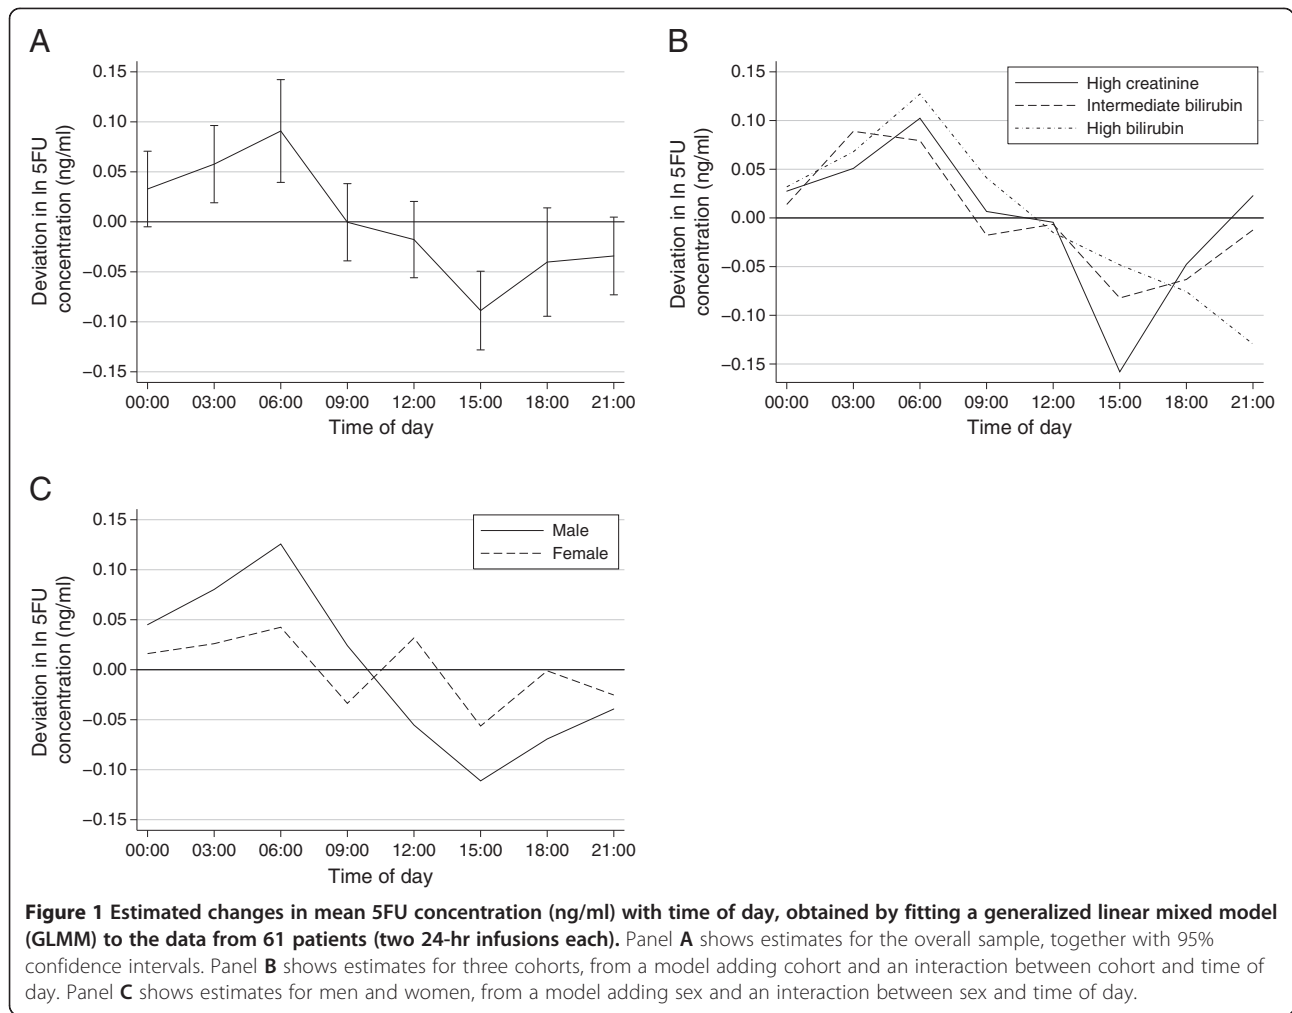 A
0.15
0.10
0.05
0.00
−0.05
−0.10
−0.15
Deviation in ln 5FU
concentration (ng/ml)
00:00 03:00 06:00 09:00 12:00 15:00 18:00 21:00
Time of day
B
High creatinine
Intermediate bilirubin
High bilirubin
0.15
0.10
0.05
0.00
−0.05
−0.10
−0.15
Deviation in ln 5FU
concentration (ng/ml)
00:00 03:00 06:00 09:00 12:00 15:00 18:00 21:00
Time of day
C
Male
Female
0.15
0.10
0.05
0.00
−0.05
−0.10
−0.15
Deviation in ln 5FU
concentration (ng/ml)
00:00 03:00 06:00 09:00 12:00 15:00 18:00 21:00
Time of day
Figure 1 Estimated changes in mean 5FU concentration (ng/ml) with time of day, obtained by fitting a generalized linear mixed model
(GLMM) to the data from 61 patients (two 24-hr infusions each). Panel A shows estimates for the overall sample, together with 95%
confidence intervals. Panel B shows estimates for three cohorts, from a model adding cohort and an interaction between cohort and time of
day. Panel C shows estimates for men and women, from a model adding sex and an interaction between sex and time of day.